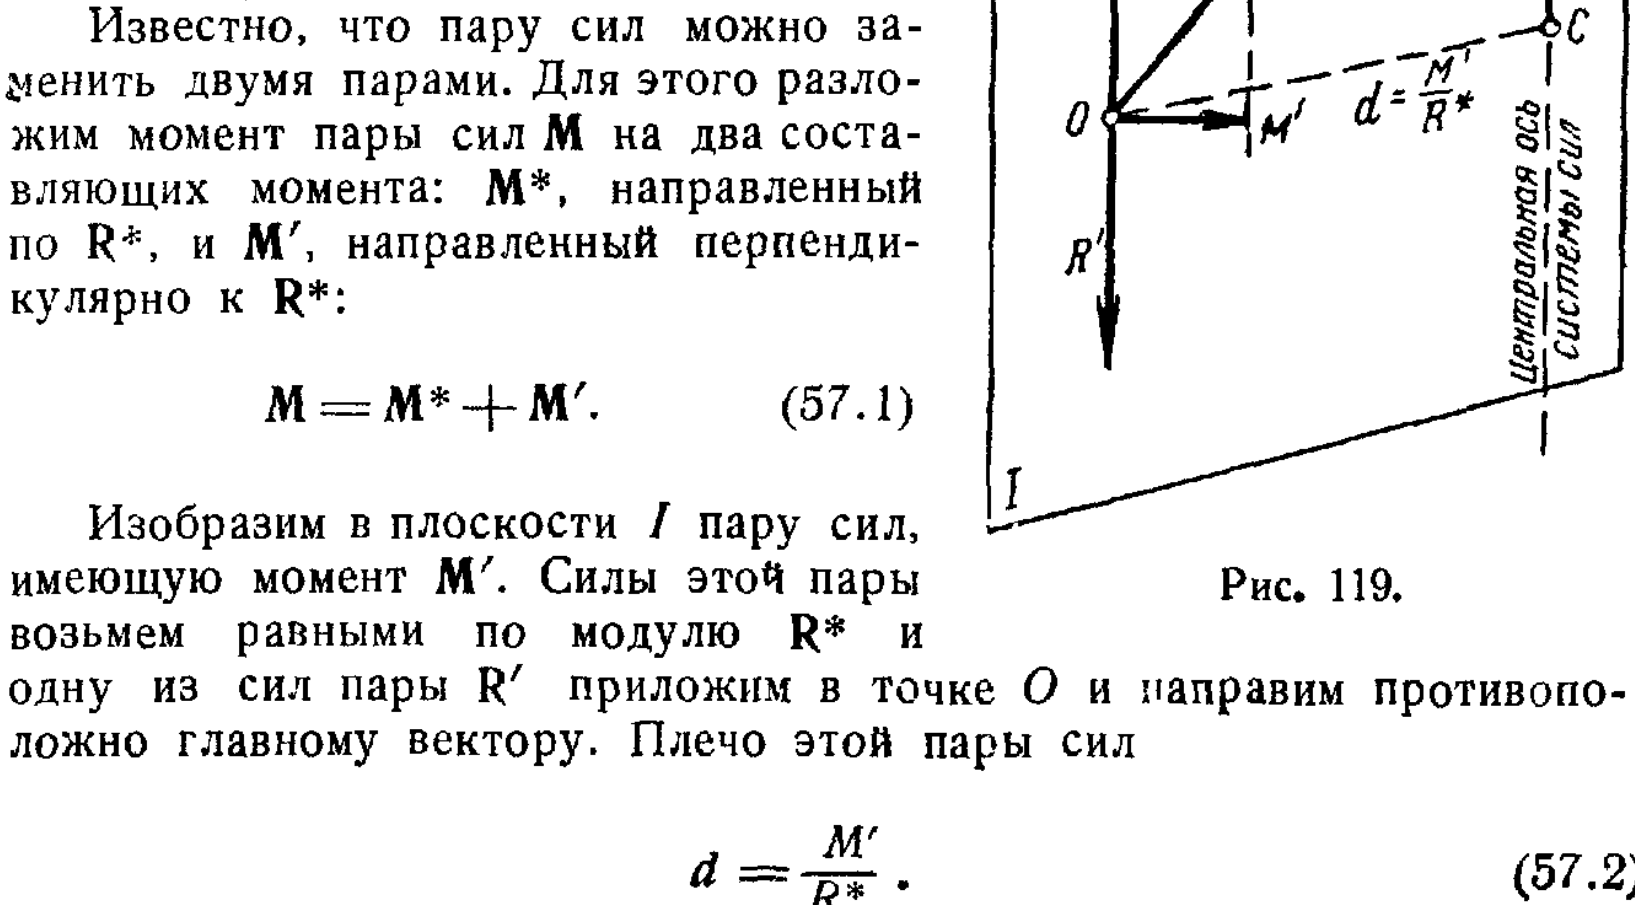 Известно, что пару сил можно за-
менить двумя парами. Для этого разло-
жим момент пары сил M на два соста-
вляющих момента: M*, направленный
по R*, и M′, направленный перпенди-
кулярно к R*:
M = M* + M′. (57.1)
Изобразим в плоскости I пару сил,
имеющую момент M′. Силы этой пары
возьмем равными по модулю R* и
одну из сил пары R′ приложим в точке O и направим противопо-
ложно главному вектору. Плечо этой пары сил
d = M′/R* . (57.2)
C
O
M′
d = M′/R*
R′
Центральная ось
системы сил
I
Рис. 119.